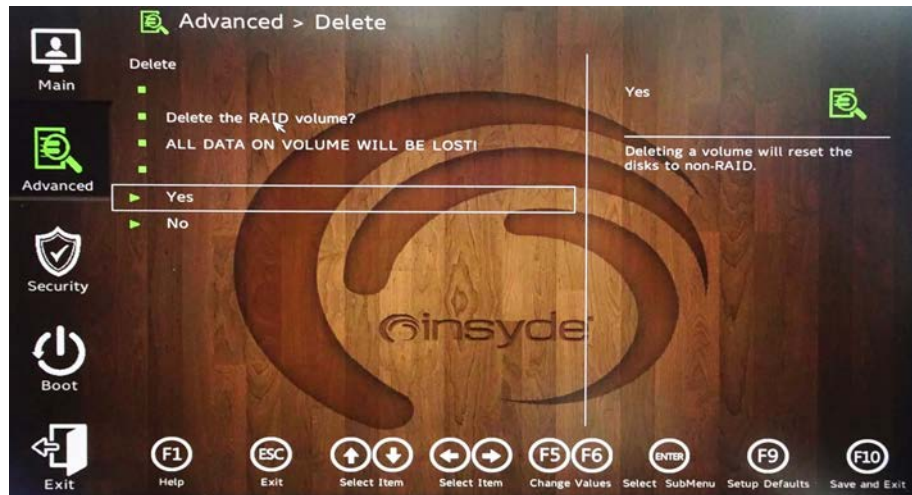 Advanced > Delete
Main
Advanced
Security
Boot
Exit
Delete
Delete the RAID volume?
ALL DATA ON VOLUME WILL BE LOST!
Yes
No
Yes
Deleting a volume will reset the
disks to non-RAID.
insyde
F1
Help
ESC
Exit
Select Item
Select Item
F5 F6
Change Values
ENTER
Select SubMenu
F9
Setup Defaults
F10
Save and Exit